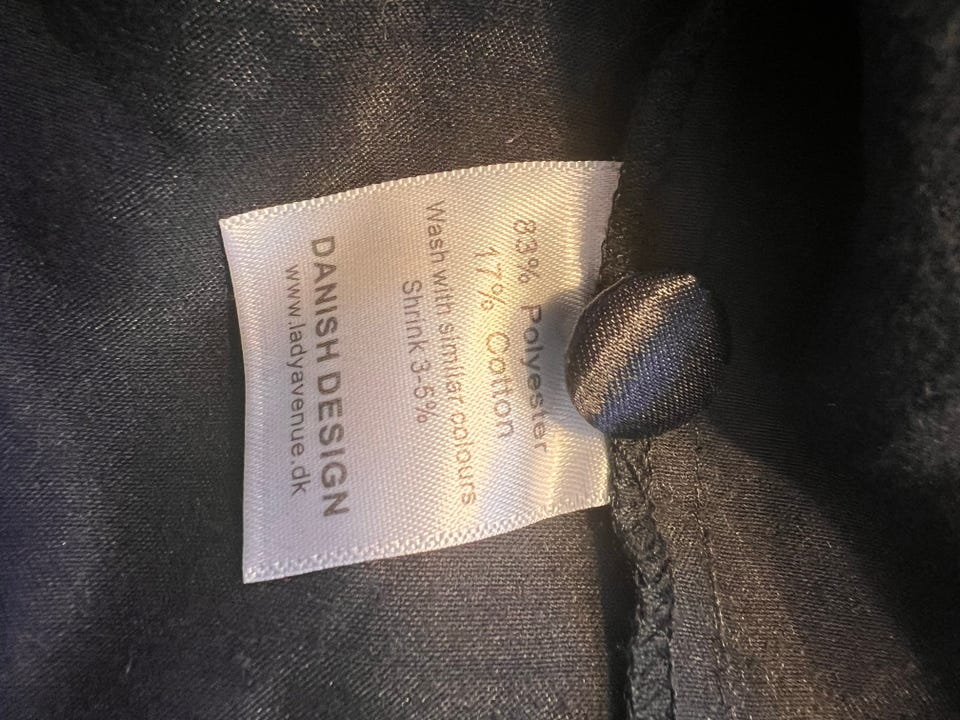 83% Polyester
17% Cotton
Wash with similar colours
Shrink 3-5%
DANISH DESIGN
www.ladyavenue.dk